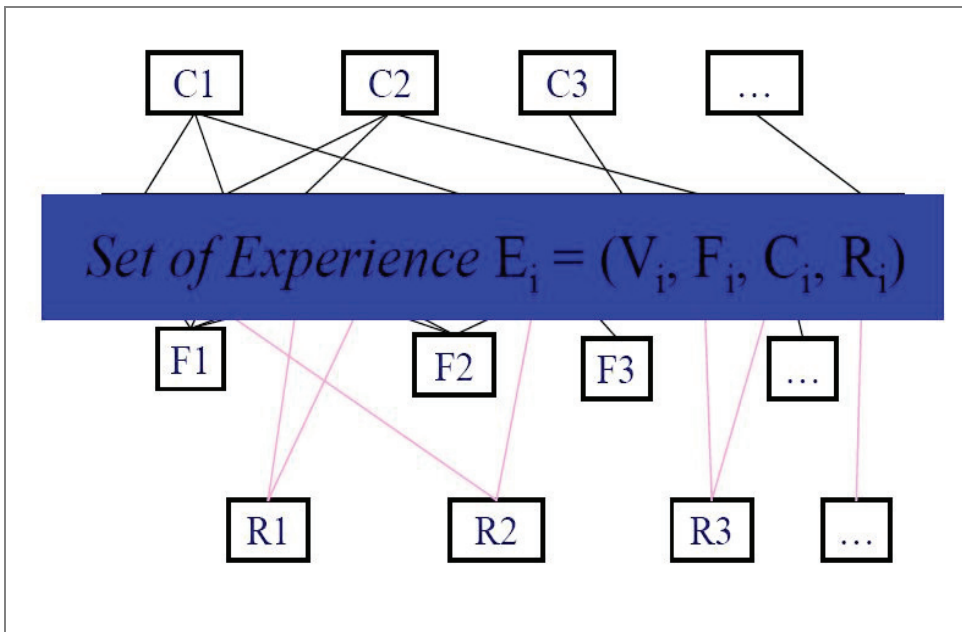 C1 C2 C3 …
Set of Experience Eᵢ = (Vᵢ, Fᵢ, Cᵢ, Rᵢ)
F1 F2 F3 …
R1 R2 R3 …